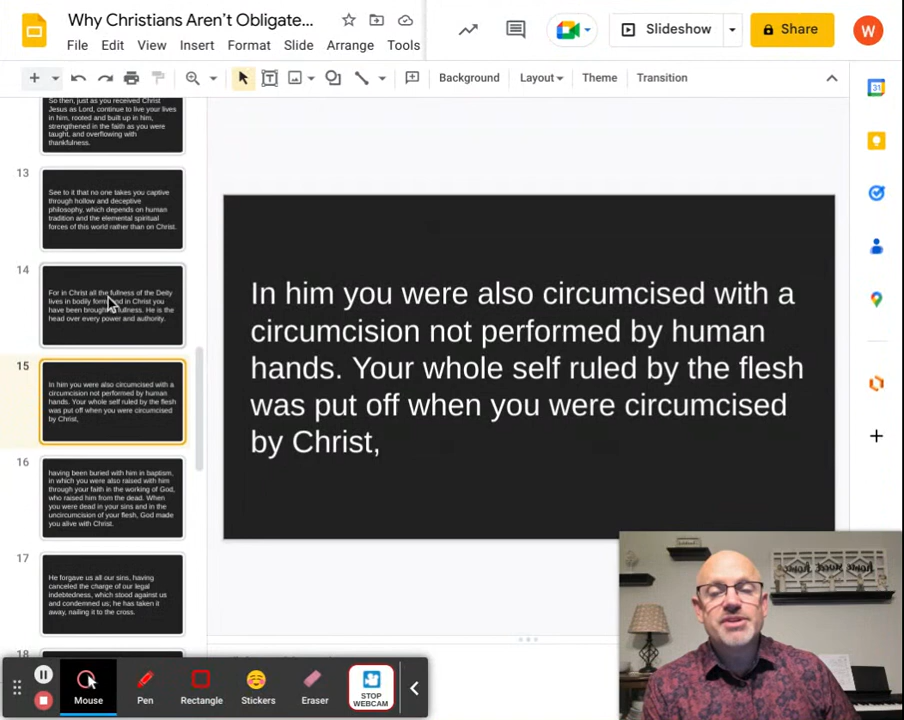 Why Christians Aren't Obligate...
File Edit View Insert Format Slide Arrange Tools
Slideshow
Share
W
Background Layout Theme Transition
31
So then, just as you received Christ
Jesus as Lord, continue to live your lives
in him, rooted and built up in him,
strengthened in the faith as you were
taught, and overflowing with
thankfulness.
13
See to it that no one takes you captive
through hollow and deceptive
philosophy, which depends on human
tradition and the elemental spiritual
forces of this world rather than on Christ.
14
For in Christ all the fullness of the Deity
lives in bodily form in Christ you
have been brought fullness. He is the
head over every power and authority.
15
In him you were also circumcised with a
circumcision not performed by human
hands. Your whole self ruled by the flesh
was put off when you were circumcised
by Christ,
16
having been buried with him in baptism,
in which you were also raised with him
through your faith in the working of God,
who raised him from the dead. When
you were dead in your sins and in the
uncircumcision of your flesh, God made
you alive with Christ.
17
He forgave us all our sins, having
canceled the charge of our legal
indebtedness, which stood against us
and condemned us; he has taken it
away, nailing it to the cross.
18
In him you were also circumcised with a
circumcision not performed by human
hands. Your whole self ruled by the flesh
was put off when you were circumcised
by Christ,
home sweet home
Mouse Pen Rectangle Stickers Eraser
STOP
WEBCAM